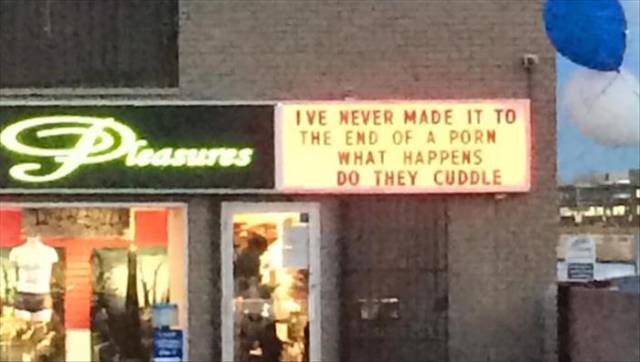 Pleasures
IVE NEVER MADE IT TO
THE END OF A PORN
WHAT HAPPENS
DO THEY CUDDLE